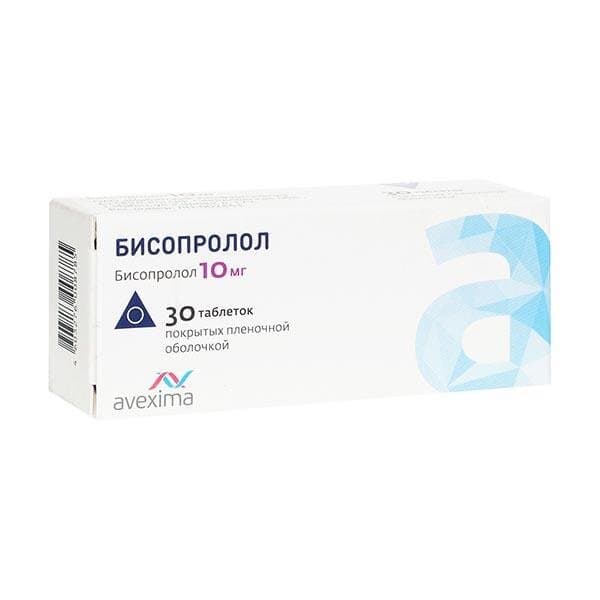 БИСОПРОЛОЛ
Бисопролол 10 мг
30 таблеток
покрытых пленочной
оболочкой
avexima